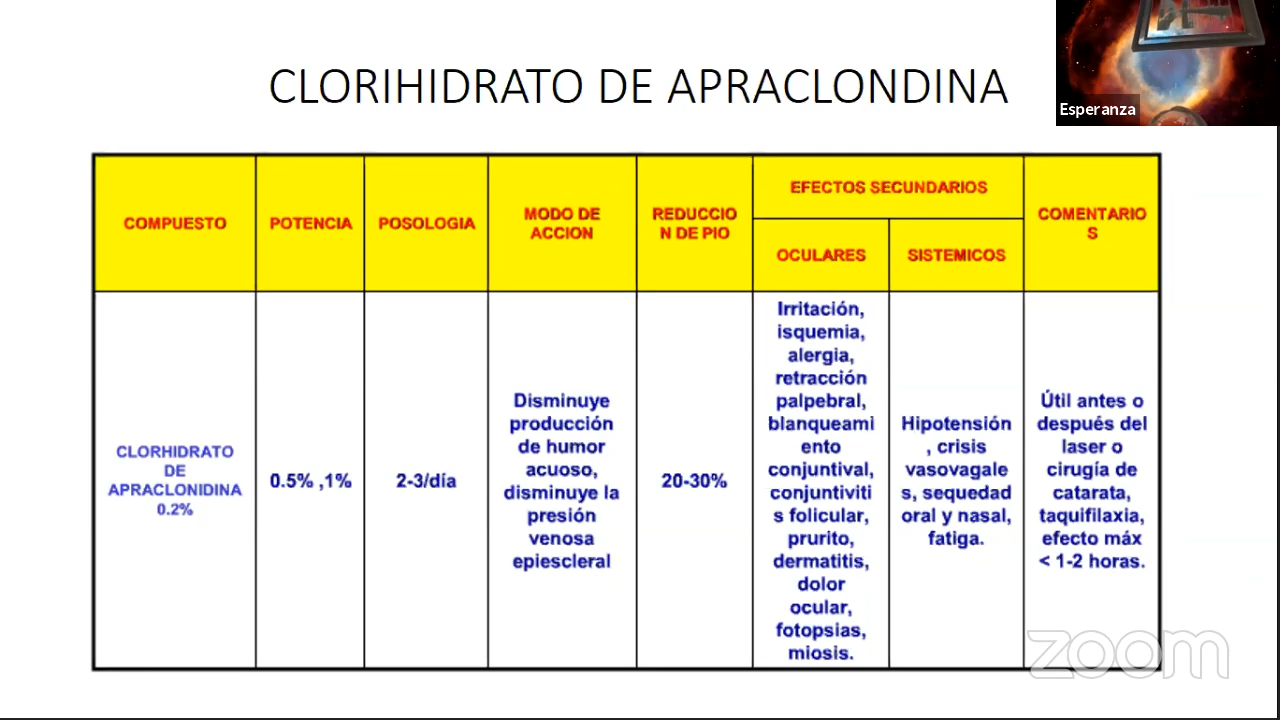 CLORIHIDRATO DE APRACLONDINA
Esperanza
COMPUESTO
POTENCIA
POSOLOGIA
MODO DE
ACCION
REDUCCIO
N DE PIO
EFECTOS SECUNDARIOS
OCULARES
SISTEMICOS
COMENTARIO
S
CLORHIDRATO
DE
APRACLONIDINA
0.2%
0.5% ,1%
2-3/día
Disminuye
producción
de humor
acuoso,
disminuye la
presión
venosa
epiescleral
20-30%
Irritación,
isquemia,
alergia,
retracción
palpebral,
blanqueami
ento
conjuntival,
conjuntiviti
s folicular,
prurito,
dermatitis,
dolor
ocular,
fotopsias,
miosis.
Hipotensión
, crisis
vasovagale
s, sequedad
oral y nasal,
fatiga.
Útil antes o
después del
laser o
cirugía de
catarata,
taquifilaxia,
efecto máx
< 1-2 horas.
zoom